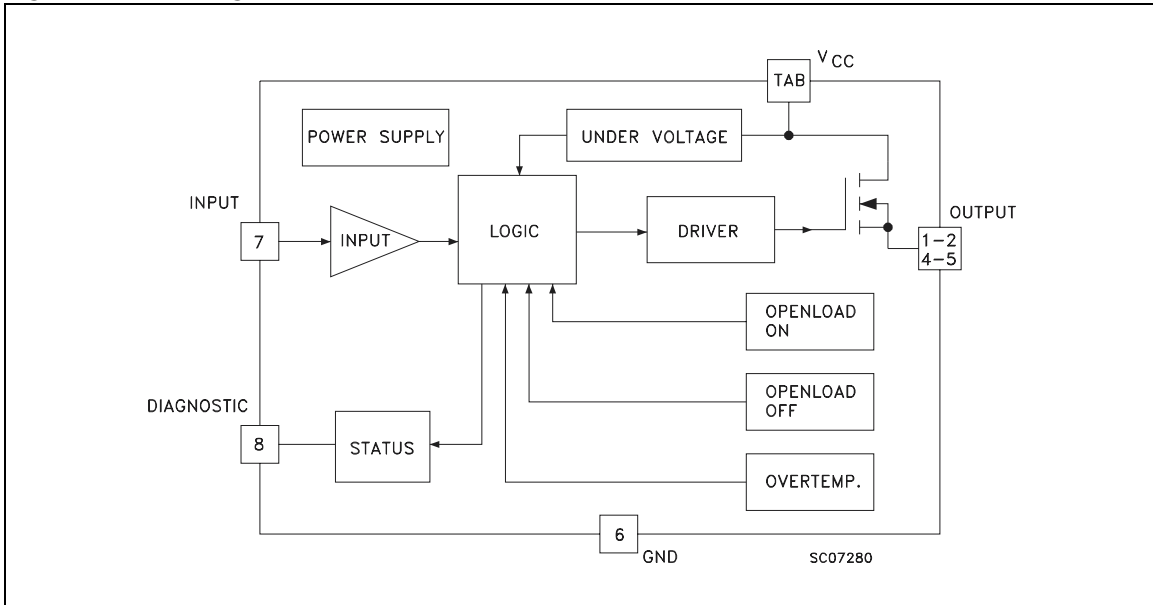 VCC
TAB
POWER SUPPLY
UNDER VOLTAGE
INPUT
7
INPUT
LOGIC
DRIVER
OUTPUT
1-2
4-5
OPENLOAD
ON
OPENLOAD
OFF
DIAGNOSTIC
8
STATUS
OVERTEMP.
6
GND
SC07280